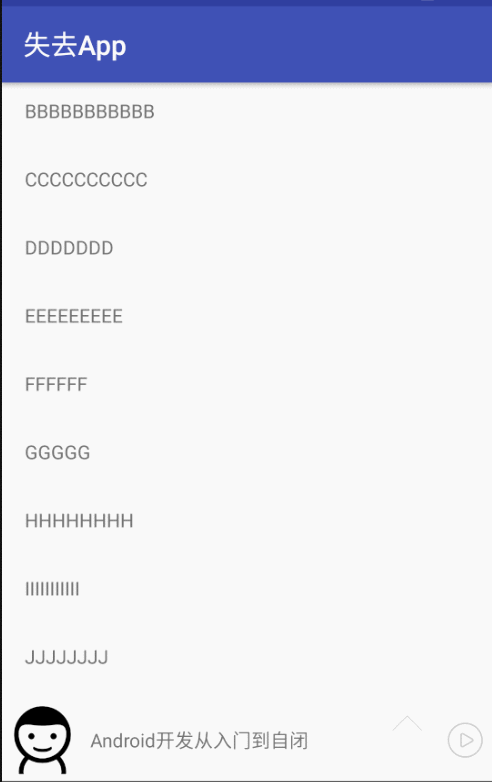 失去App
BBBBBBBBBBB
CCCCCCCCCC
DDDDDDD
EEEEEEEEE
FFFFFF
GGGGG
HHHHHHHH
IIIIIIIIIII
JJJJJJJJ
Android开发从入门到自闭